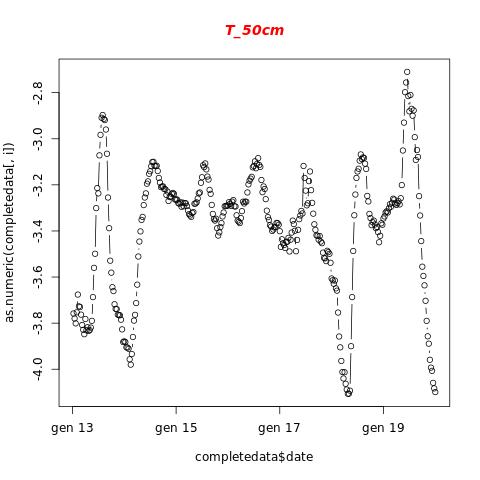 T_50cm
as.numeric(completedata[, i])
-2.8
-3.0
-3.2
-3.4
-3.6
-3.8
-4.0
gen 13
gen 15
gen 17
gen 19
completedata$date